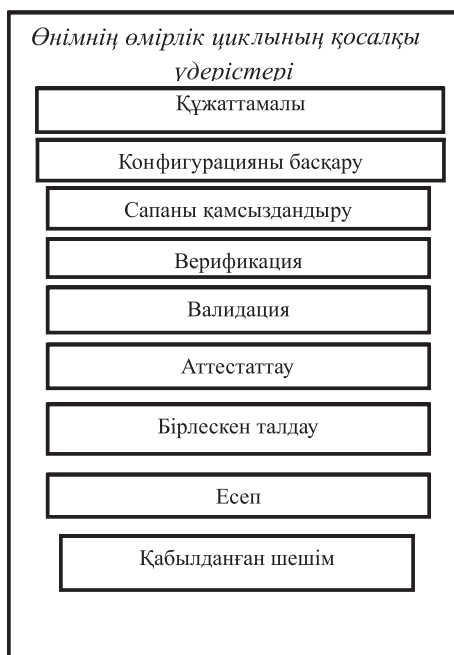 Өнімнің өмірлік циклының қосалқы
үдерістері
Құжаттамалы
Конфигурацияны басқару
Сапаны қамсыздандыру
Верификация
Валидация
Аттестаттау
Бірлескен талдау
Есеп
Қабылданған шешім